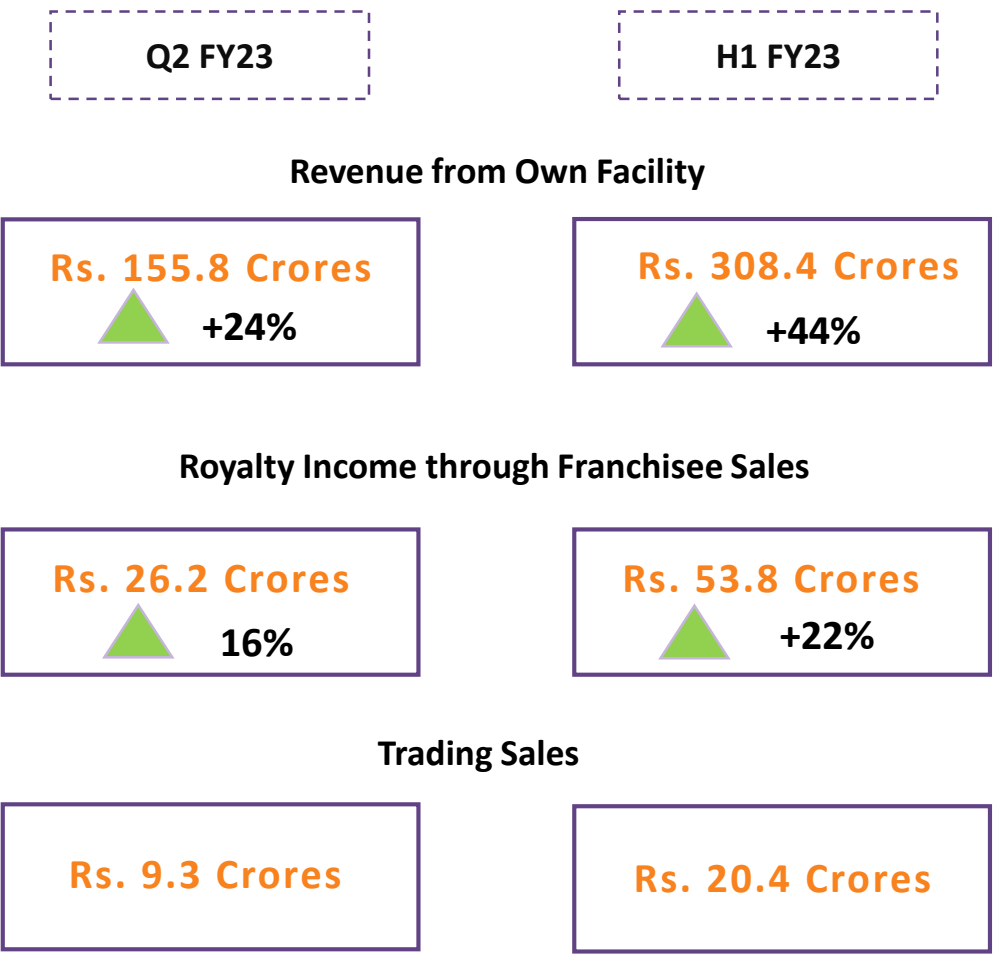 Q2 FY23
H1 FY23
Revenue from Own Facility
Rs. 155.8 Crores
+24%
Rs. 308.4 Crores
+44%
Royalty Income through Franchisee Sales
Rs. 26.2 Crores
16%
Rs. 53.8 Crores
+22%
Trading Sales
Rs. 9.3 Crores
Rs. 20.4 Crores